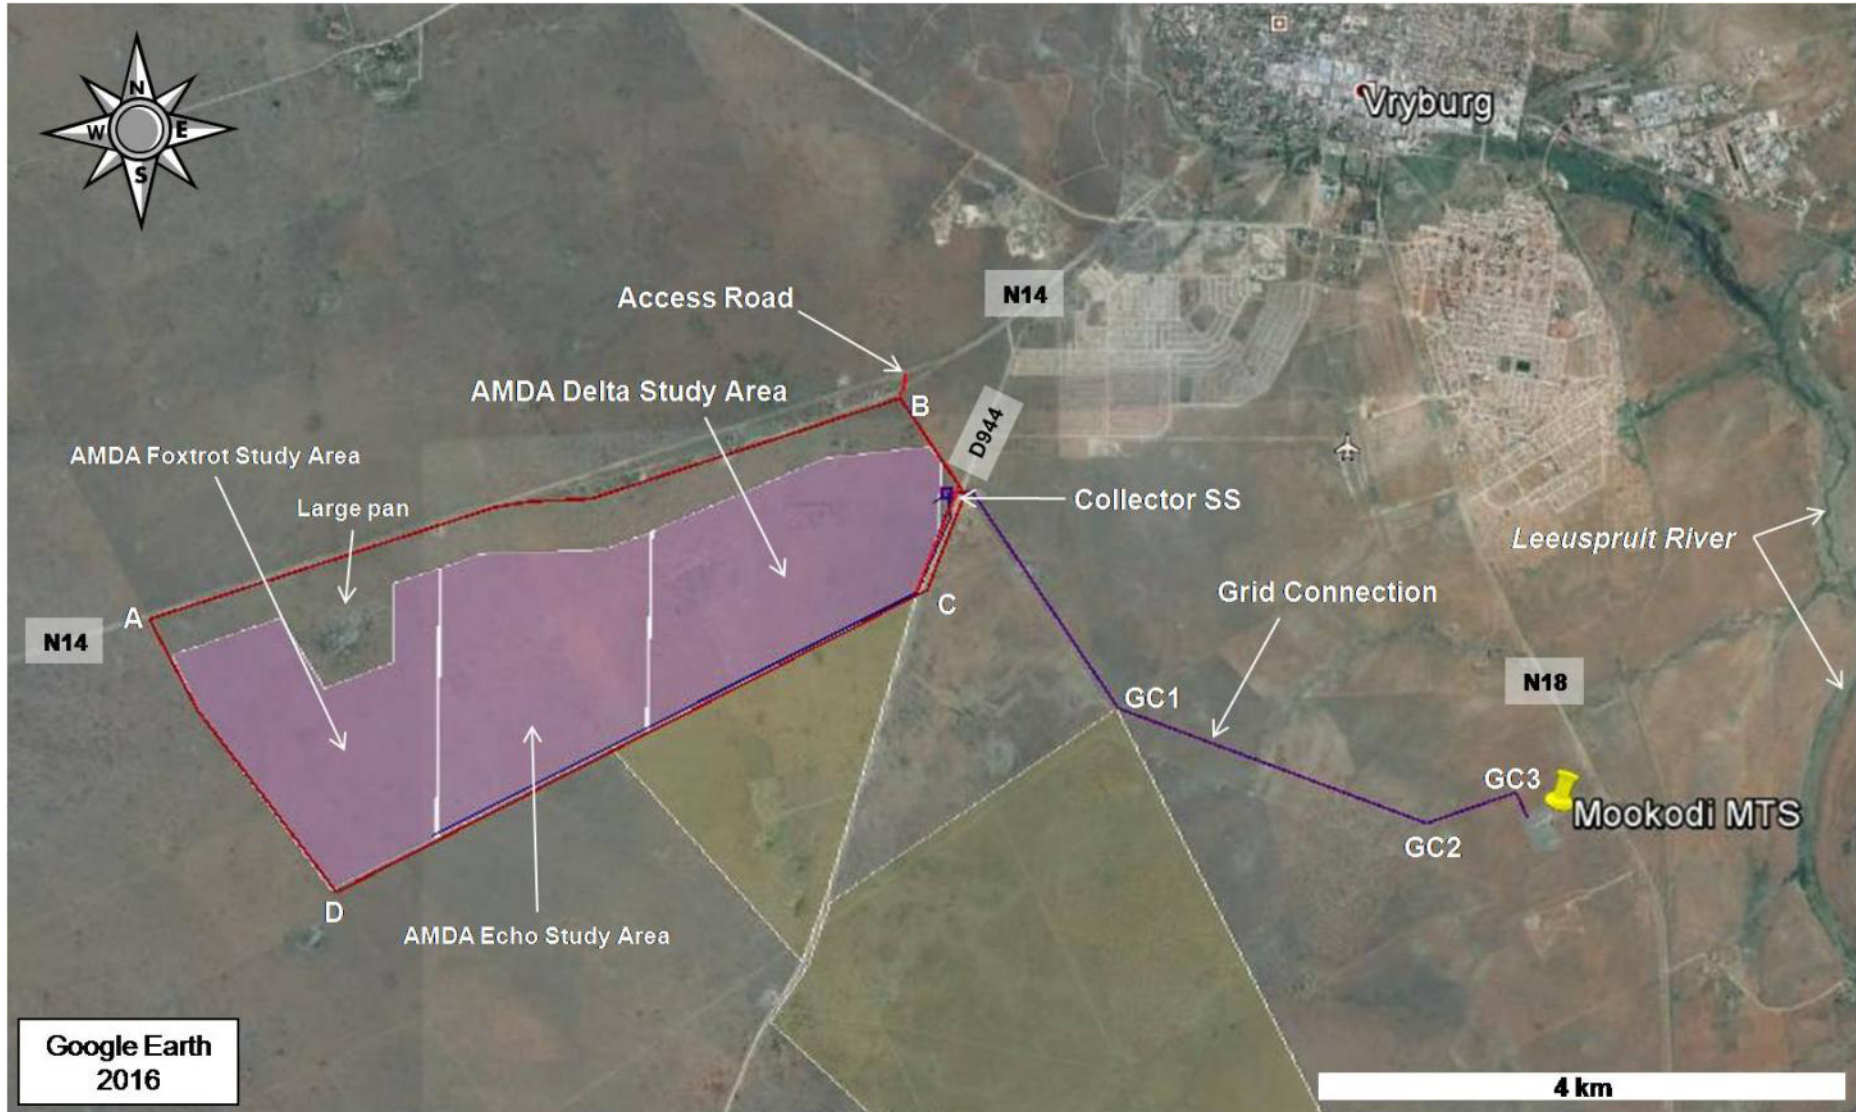 N
W
E
S
Vryburg
Access Road
N14
AMDA Delta Study Area
B
D944
AMDA Foxtrot Study Area
Large pan
Collector SS
Leeuspruit River
A
C
Grid Connection
N14
N18
GC1
GC3
Mookodi MTS
GC2
D
AMDA Echo Study Area
Google Earth
2016
4 km